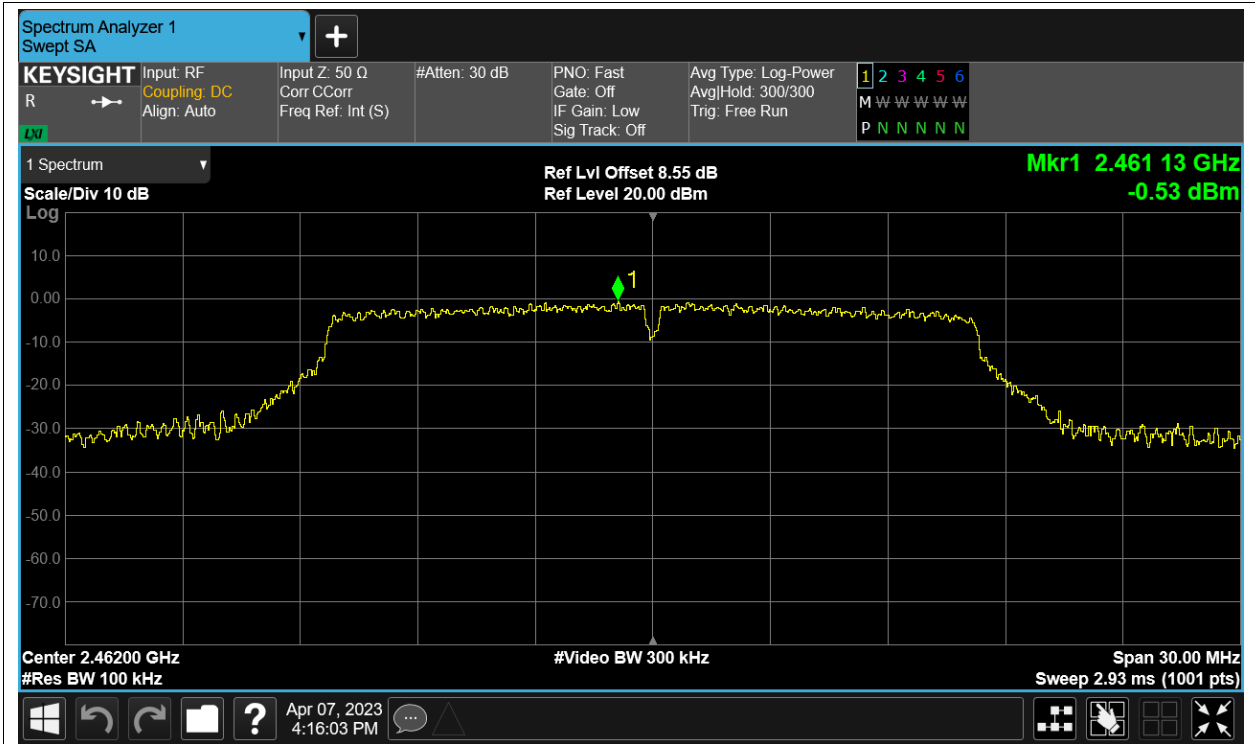 Spectrum Analyzer 1
Swept SA
KEYSIGHT
R
LXI
Input: RF
Coupling: DC
Align: Auto
Input Z: 50 Ω
Corr CCorr
Freq Ref: Int (S)
#Atten: 30 dB
PNO: Fast
Gate: Off
IF Gain: Low
Sig Track: Off
Avg Type: Log-Power
Avg|Hold: 300/300
Trig: Free Run
1 2 3 4 5 6
M W W W W W
P N N N N N
1 Spectrum
Scale/Div 10 dB
Log
Ref Lvl Offset 8.55 dB
Ref Level 20.00 dBm
Mkr1 2.461 13 GHz
-0.53 dBm
1
10.0
0.00
-10.0
-20.0
-30.0
-40.0
-50.0
-60.0
-70.0
Center 2.46200 GHz
#Res BW 100 kHz
#Video BW 300 kHz
Span 30.00 MHz
Sweep 2.93 ms (1001 pts)
?
Apr 07, 2023
4:16:03 PM